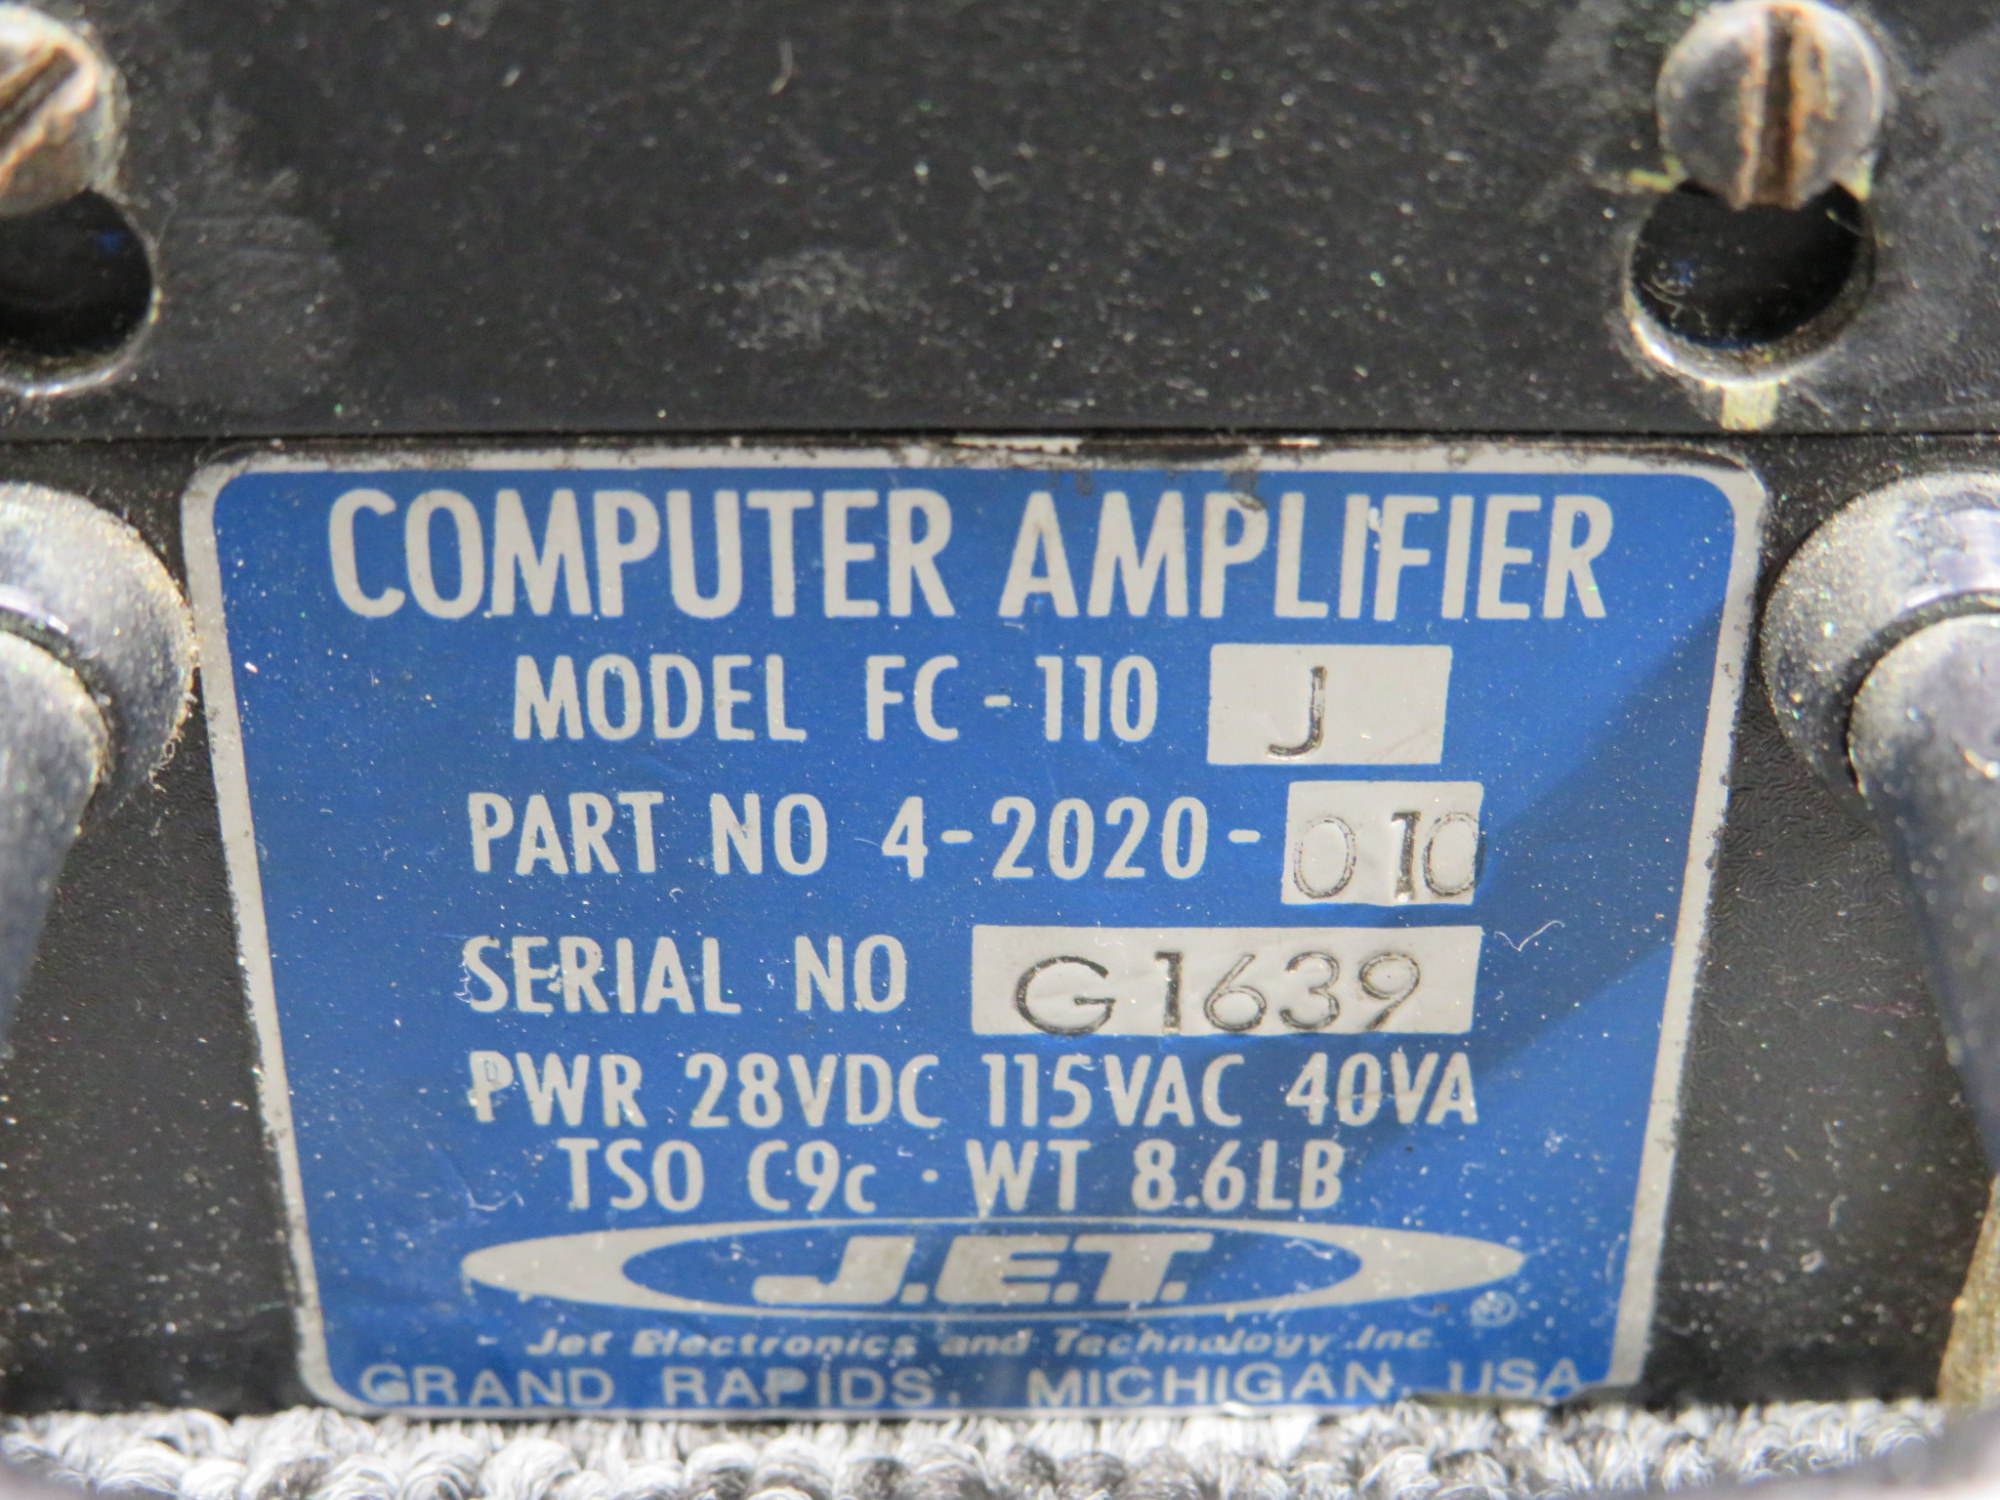 COMPUTER AMPLIFIER
MODEL FC-110 J
PART NO 4-2020-010
SERIAL NO G1639
PWR 28VDC 115VAC 40VA
TSO C9c · WT 8.6LB
J.E.T. ®
Jet Electronics and Technology Inc.
GRAND RAPIDS, MICHIGAN, USA